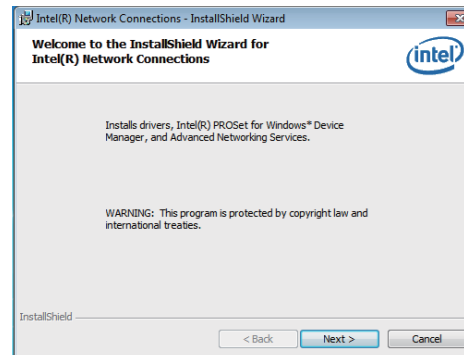 Intel(R) Network Connections - InstallShield Wizard
Welcome to the InstallShield Wizard for
Intel(R) Network Connections
intel
Installs drivers, Intel(R) PROSet for Windows* Device
Manager, and Advanced Networking Services.
WARNING: This program is protected by copyright law and
international treaties.
InstallShield
< Back
Next >
Cancel